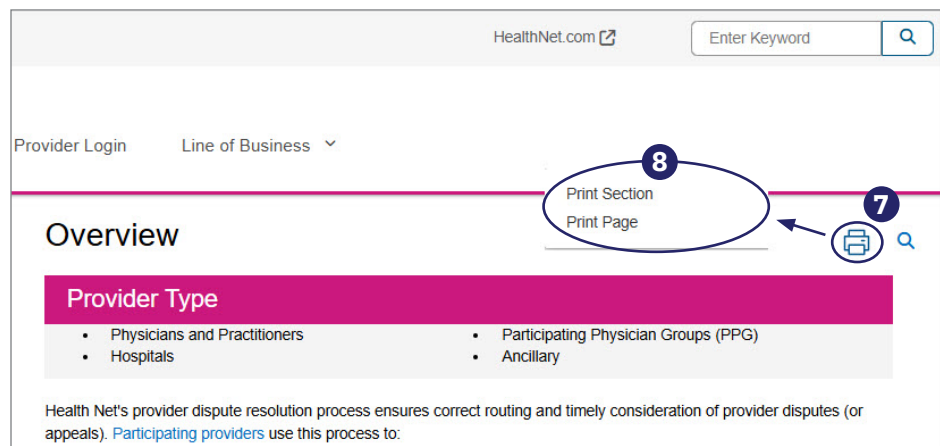 HealthNet.com
Enter Keyword
Provider Login
Line of Business
8
Print Section
Print Page
7
Overview
Provider Type
• Physicians and Practitioners
• Hospitals
• Participating Physician Groups (PPG)
• Ancillary
Health Net's provider dispute resolution process ensures correct routing and timely consideration of provider disputes (or
appeals). Participating providers use this process to: